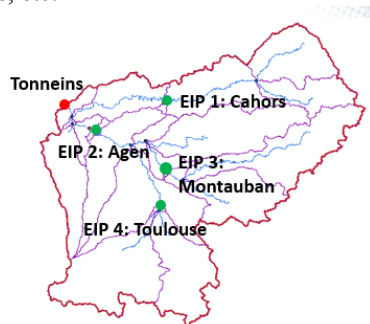 Tonneins
EIP 1: Cahors
EIP 2: Agen
EIP 3:
Montauban
EIP 4: Toulouse